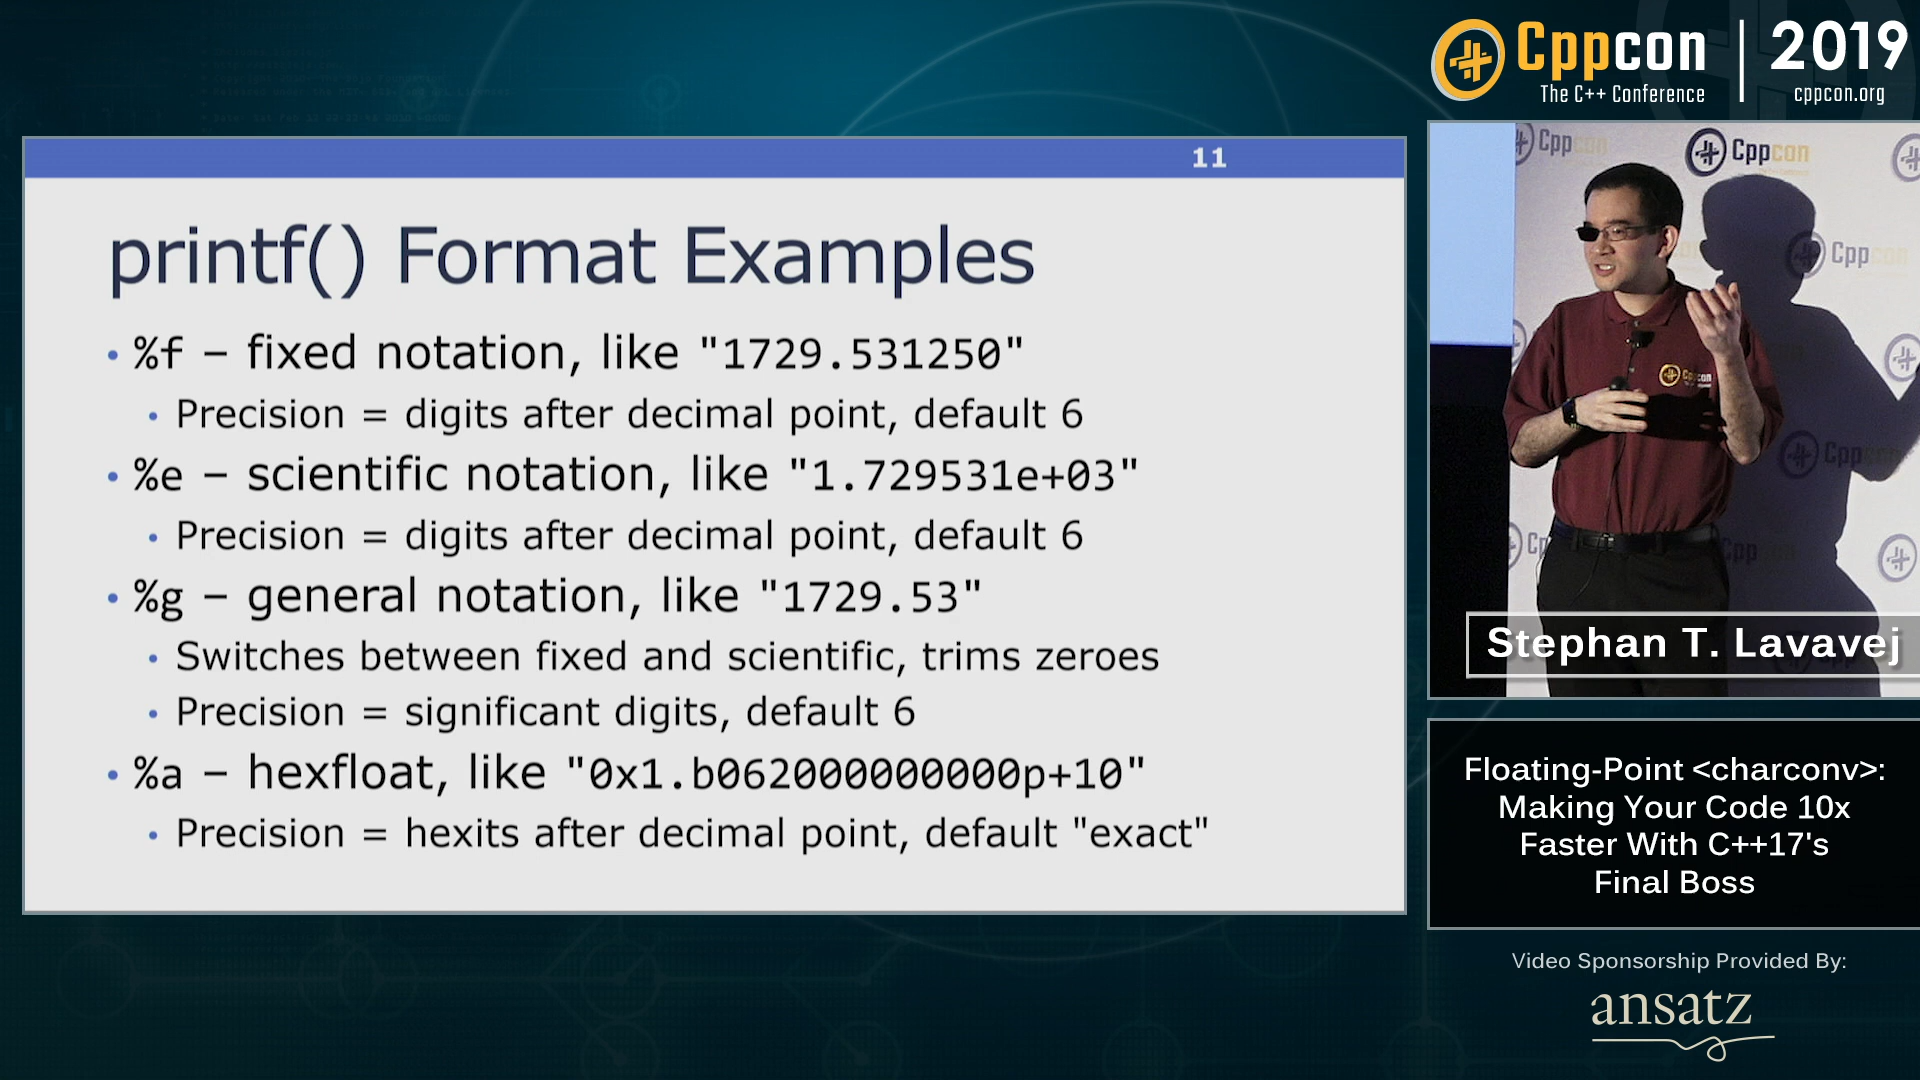 Cppcon | 2019
The C++ Conference
cppcon.org
11
printf() Format Examples
• %f – fixed notation, like "1729.531250"
• Precision = digits after decimal point, default 6
• %e – scientific notation, like "1.729531e+03"
• Precision = digits after decimal point, default 6
• %g – general notation, like "1729.53"
• Switches between fixed and scientific, trims zeroes
• Precision = significant digits, default 6
• %a – hexfloat, like "0x1.b062000000000p+10"
• Precision = hexits after decimal point, default "exact"
Cppcon
Cppcon
Cppcon
Stephan T. Lavavej
Floating-Point <charconv>:
Making Your Code 10x
Faster With C++17's
Final Boss
Video Sponsorship Provided By:
ansatz